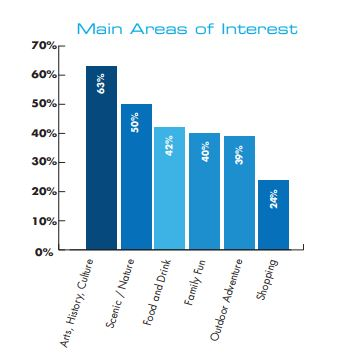 Main Areas of Interest
70%
60%
50%
40%
30%
20%
10%
0%
63%
50%
42%
40%
39%
24%
Arts, History, Culture
Scenic / Nature
Food and Drink
Family Fun
Outdoor Adventure
Shopping